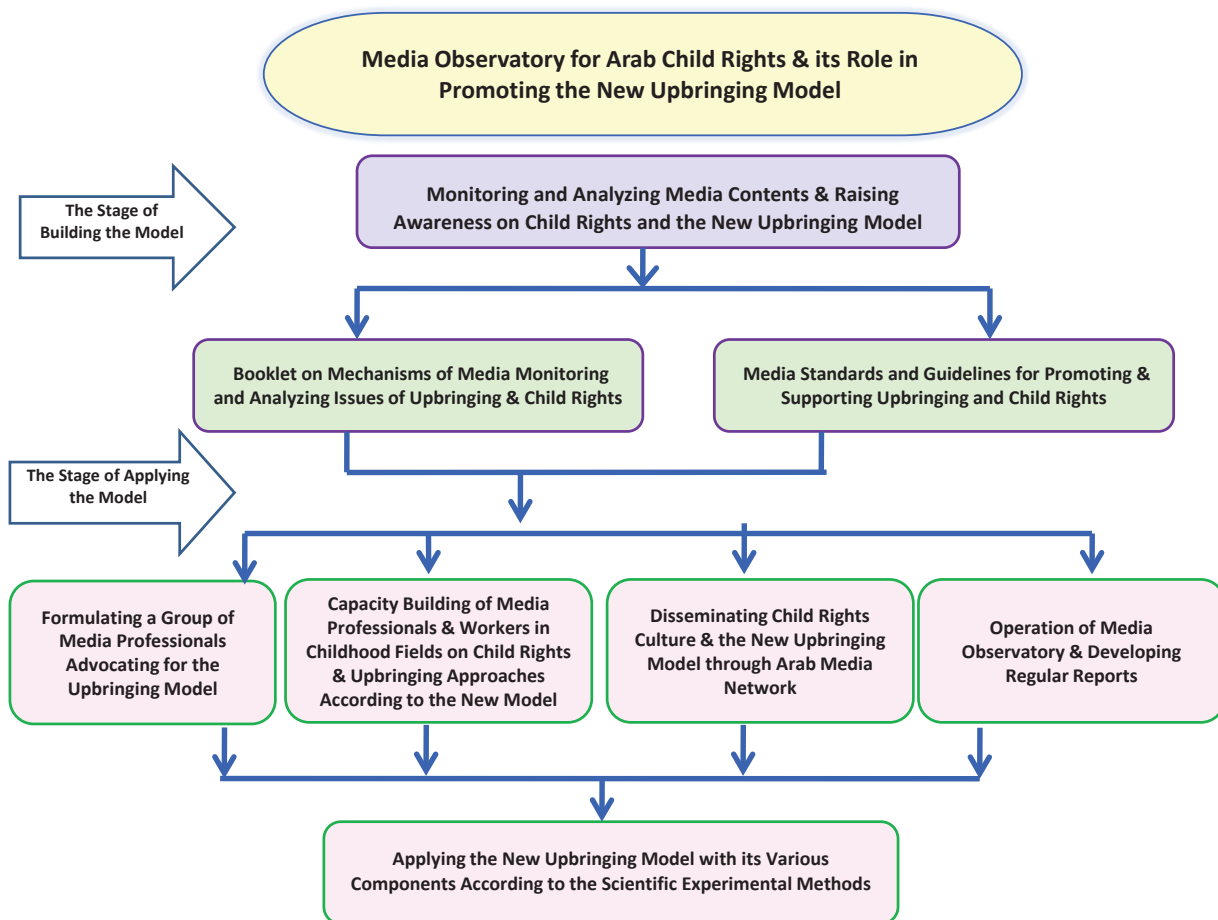 Media Observatory for Arab Child Rights & its Role in
Promoting the New Upbringing Model
The Stage of
Building the Model
Monitoring and Analyzing Media Contents & Raising
Awareness on Child Rights and the New Upbringing Model
Booklet on Mechanisms of Media Monitoring
and Analyzing Issues of Upbringing & Child Rights
Media Standards and Guidelines for Promoting &
Supporting Upbringing and Child Rights
The Stage of Applying
the Model
Formulating a Group of
Media Professionals
Advocating for the
Upbringing Model
Capacity Building of Media
Professionals & Workers in
Childhood Fields on Child Rights
& Upbringing Approaches
According to the New Model
Disseminating Child Rights
Culture & the New Upbringing
Model through Arab Media
Network
Operation of Media
Observatory & Developing
Regular Reports
Applying the New Upbringing Model with its Various
Components According to the Scientific Experimental Methods